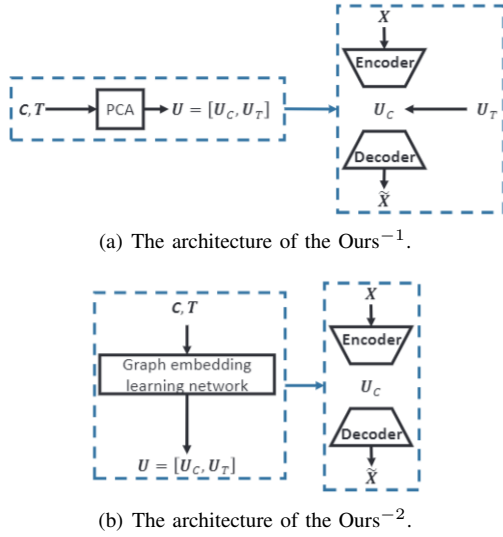 X
Encoder
C, T PCA U = [U_C, U_T] U_C U_T
Decoder
X̃
(a) The architecture of the Ours⁻¹.
C, T
X
Encoder
Graph embedding
learning network
U_C
Decoder
U = [U_C, U_T]
X̃
(b) The architecture of the Ours⁻².